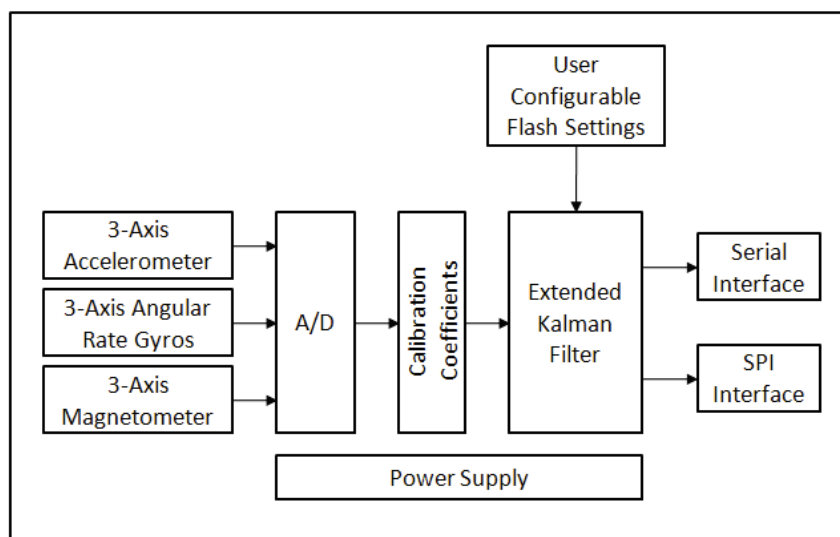 User
Configurable
Flash Settings
3-Axis
Accelerometer
3-Axis Angular
Rate Gyros
3-Axis
Magnetometer
A/D
Calibration
Coefficients
Extended
Kalman
Filter
Serial
Interface
SPI
Interface
Power Supply